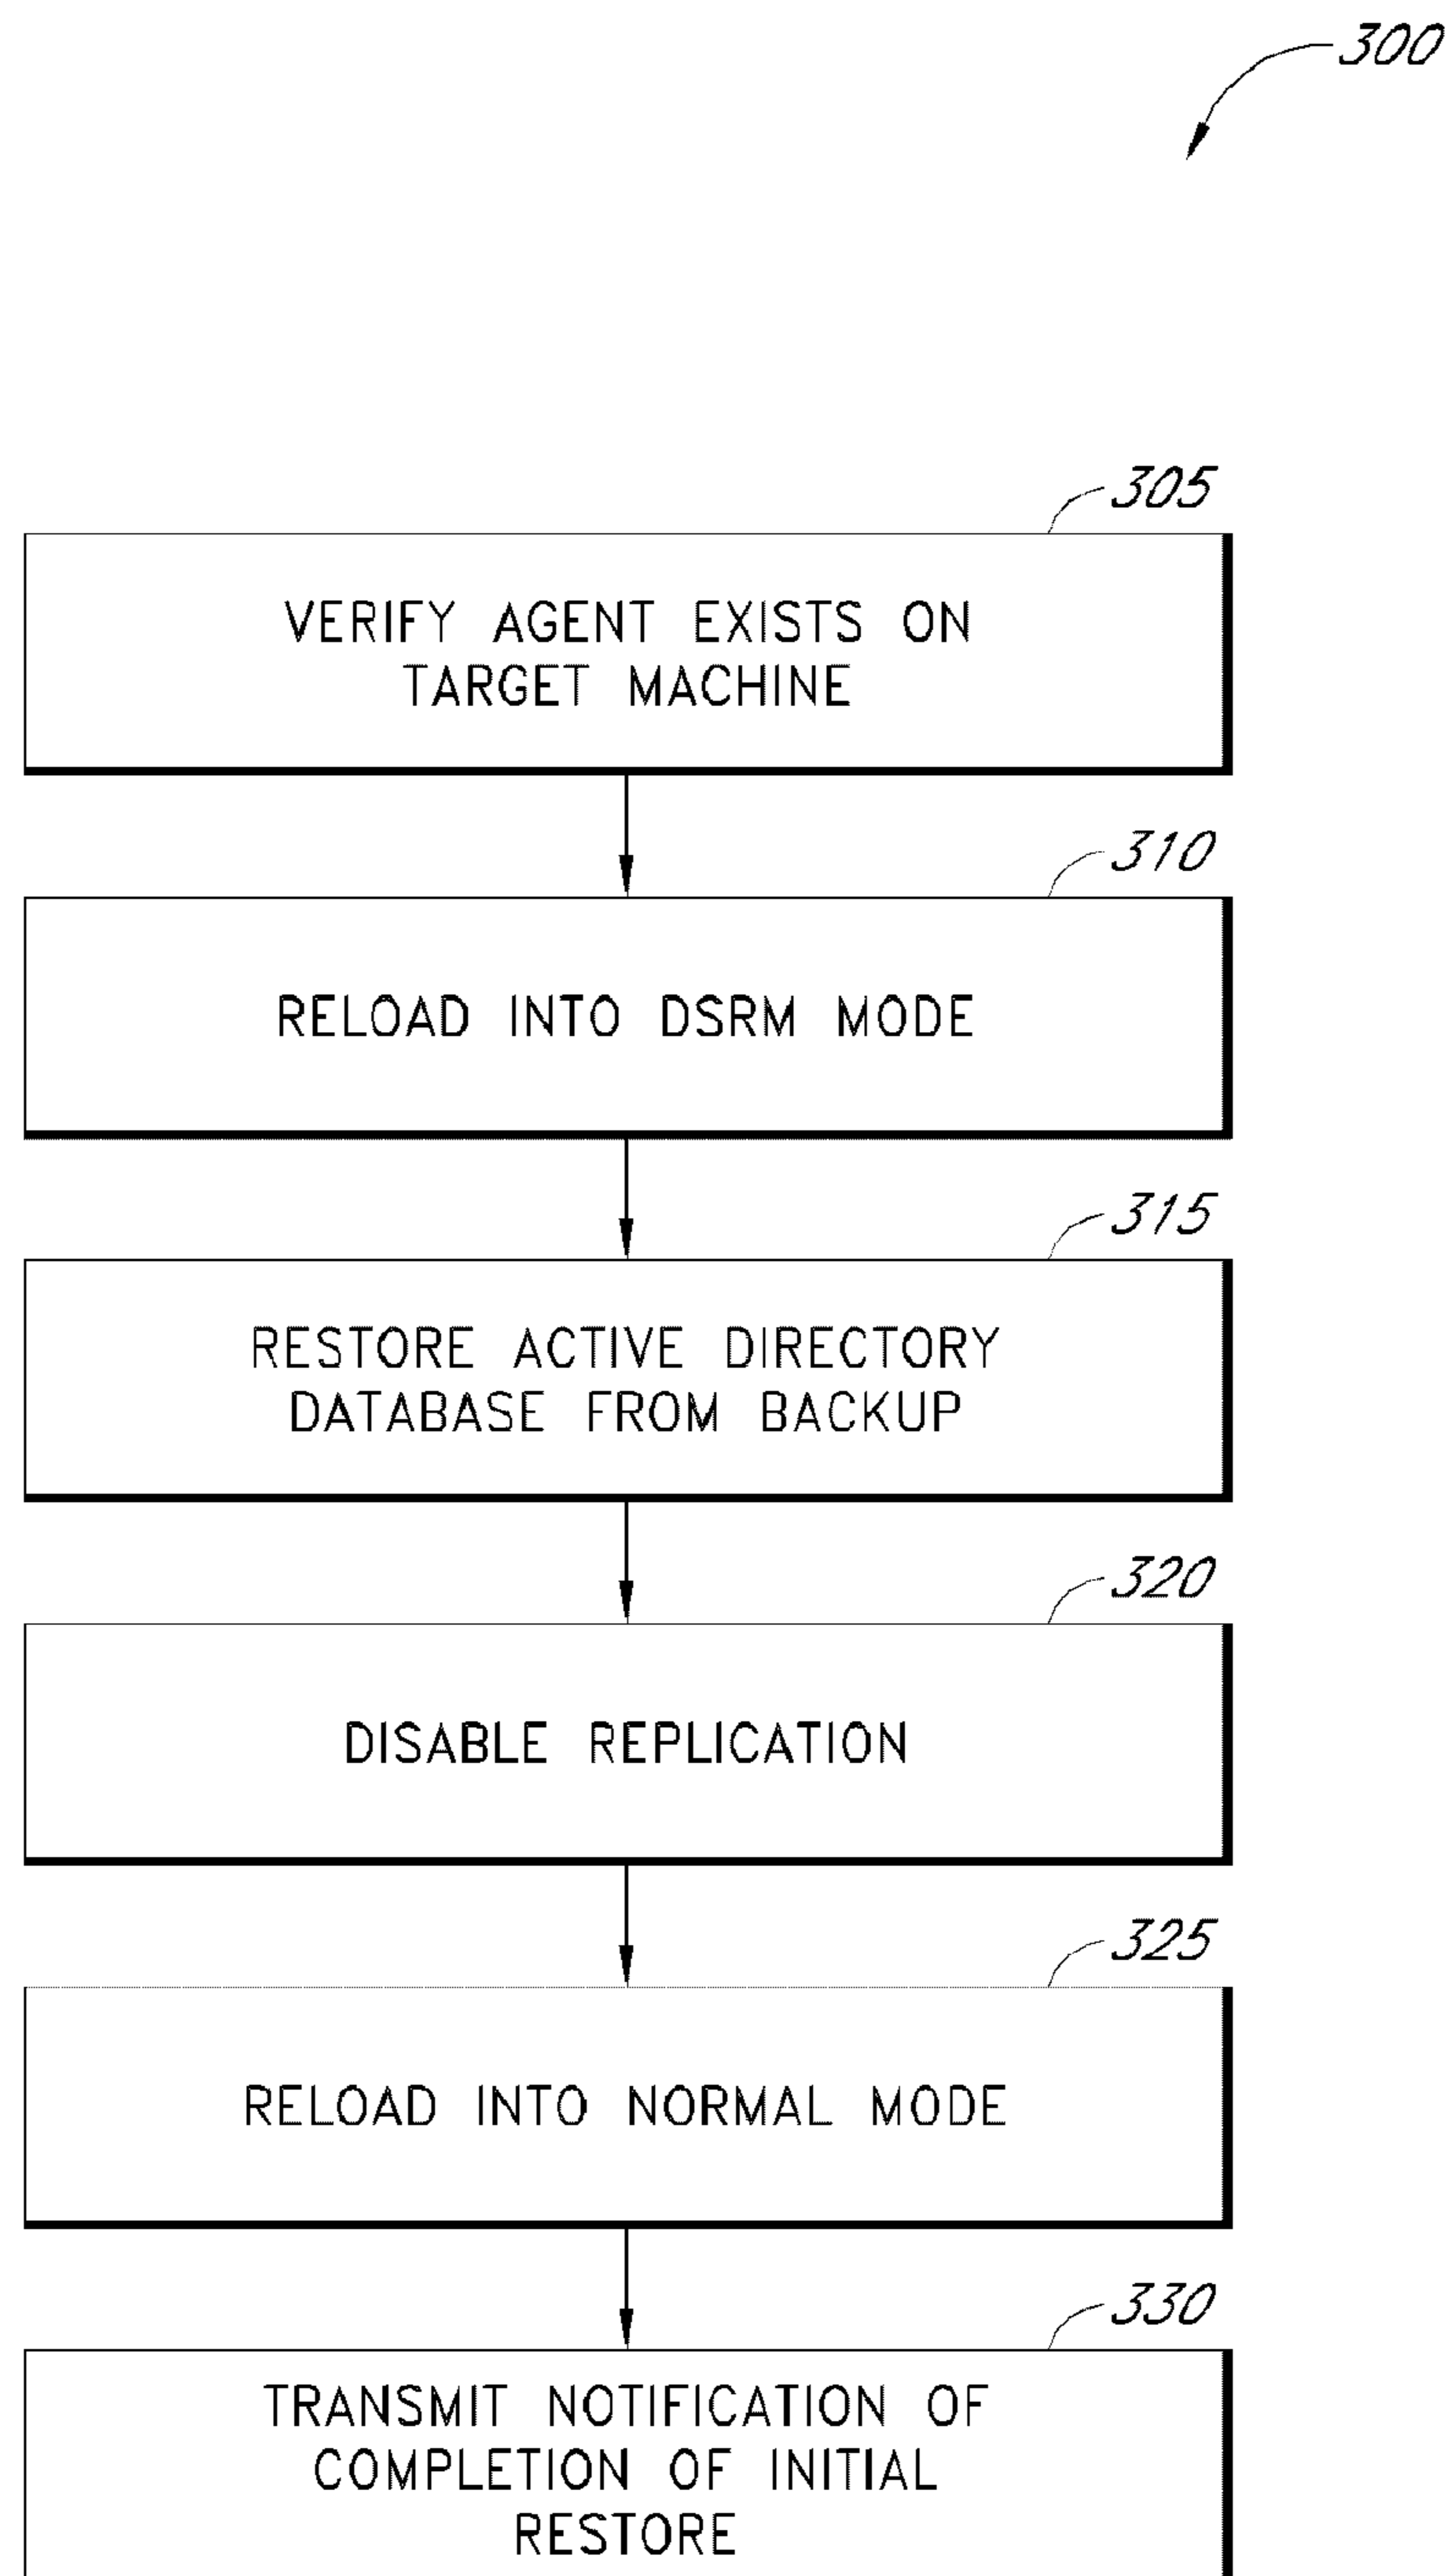 300
305
VERIFY AGENT EXISTS ON
TARGET MACHINE
310
RELOAD INTO DSRM MODE
315
RESTORE ACTIVE DIRECTORY
DATABASE FROM BACKUP
320
DISABLE REPLICATION
325
RELOAD INTO NORMAL MODE
330
TRANSMIT NOTIFICATION OF
COMPLETION OF INITIAL
RESTORE